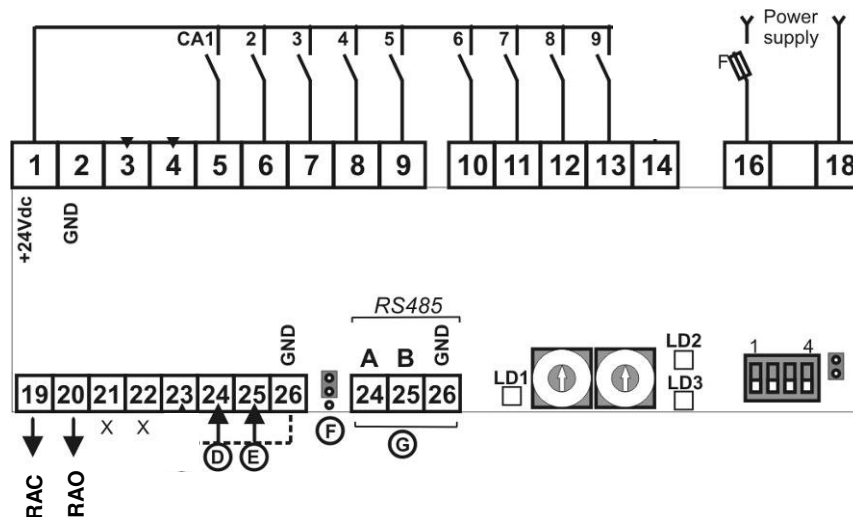 Power
supply
CA1 2 3 4 5 6 7 8 9
F
1 2 3 4 5 6 7 8 9 10 11 12 13 14 16 18
+24Vdc
GND
RS485
A B GND
GND
LD1
LD2
LD3
1 4
19 20 21 22 23 24 25 26
F
24 25 26
X X
D E
G
RAC
RAO